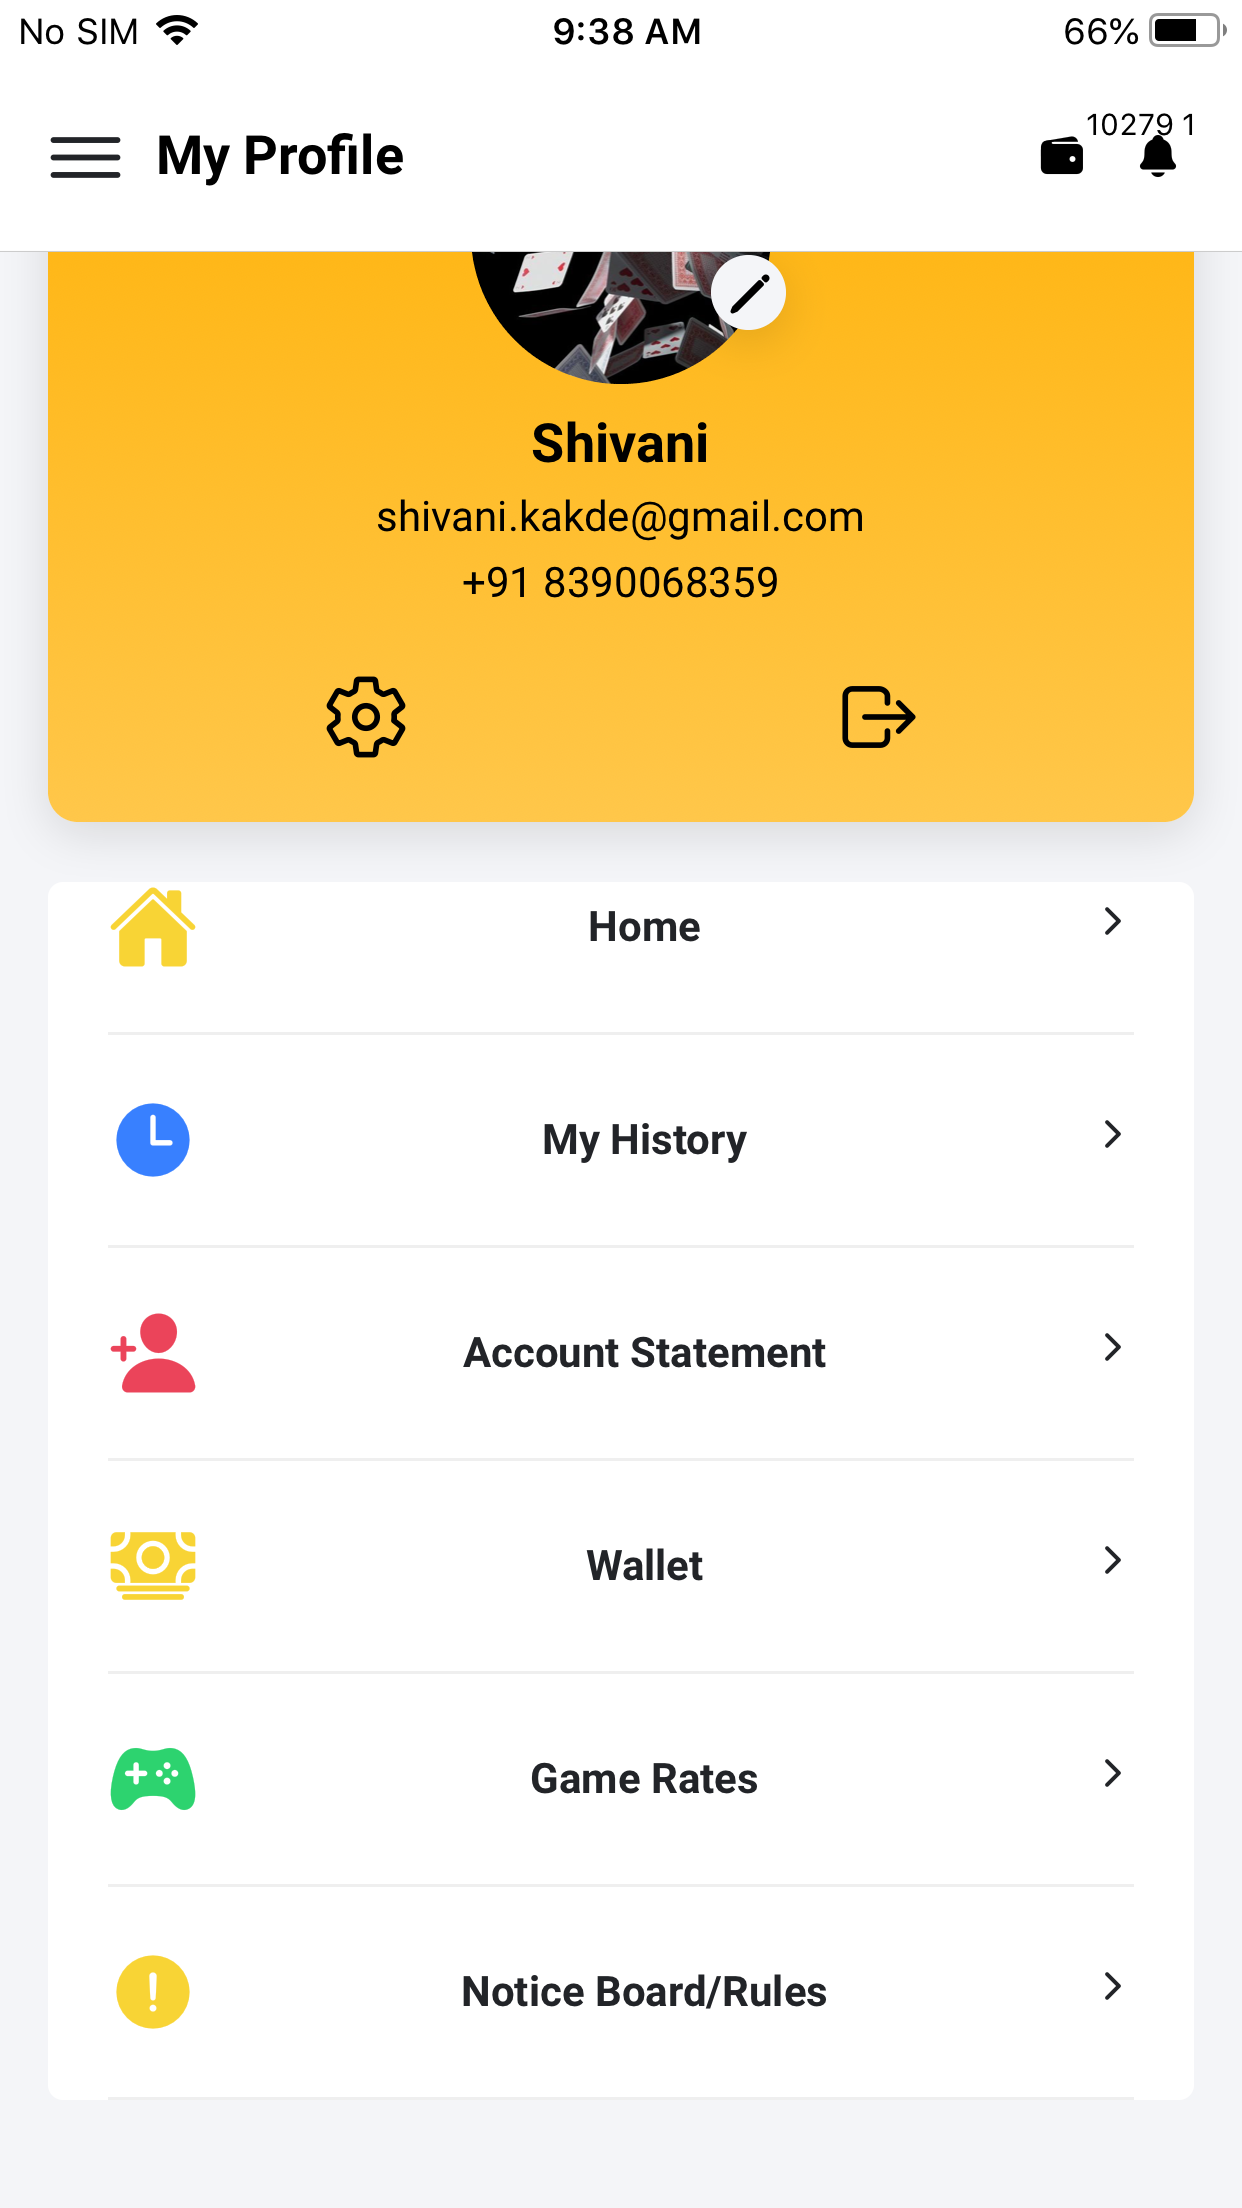 No SIM 9:38 AM 66%
My Profile 10279 1
Shivani
shivani.kakde@gmail.com
+91 8390068359
Home
My History
Account Statement
Wallet
Game Rates
Notice Board/Rules